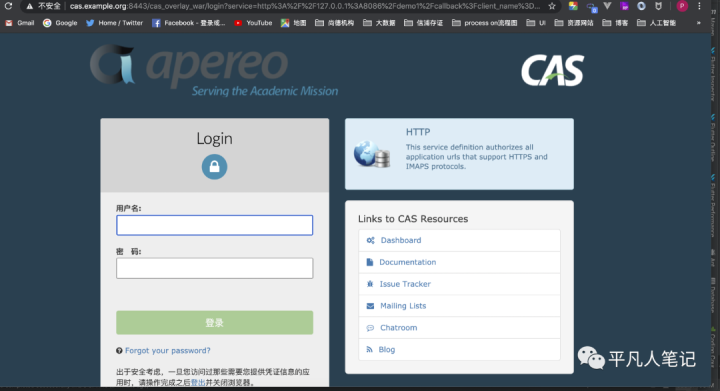 不安全 | cas.example.org:8443/cas_overlay_war/login?service=http%3A%2F%2F127.0.0.1%3A8086%2Fdemo1%2Fcallback%3Fclient_name%3D...
Gmail Google Home / Twitter Facebook - 登录或... YouTube 地图 尚德机构 大数据 信浦存证 process on流程图 UI 资源网站 博客 人工智能
apereo
Serving the Academic Mission
CAS
Login
用户名:
密 码:
登录
Forgot your password?
出于安全考虑，一旦您访问过那些需要您提供凭证信息的应
用时，请操作完成之后登出并关闭浏览器。
HTTP
This service definition authorizes all
application urls that support HTTPS and
IMAPS protocols.
Links to CAS Resources
Dashboard
Documentation
Issue Tracker
Mailing Lists
Chatroom
Blog
平凡人笔记